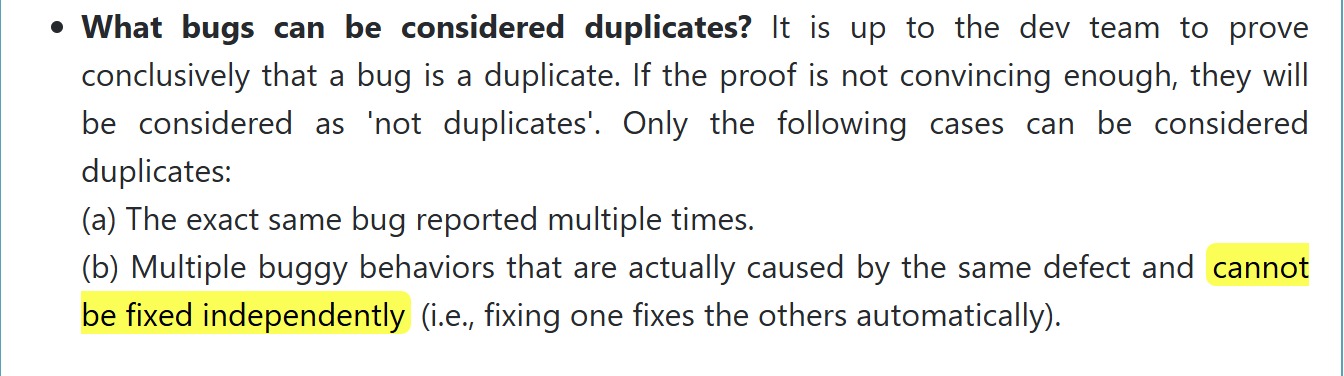 • What bugs can be considered duplicates? It is up to the dev team to prove
conclusively that a bug is a duplicate. If the proof is not convincing enough, they will
be considered as 'not duplicates'. Only the following cases can be considered
duplicates:
(a) The exact same bug reported multiple times.
(b) Multiple buggy behaviors that are actually caused by the same defect and cannot
be fixed independently (i.e., fixing one fixes the others automatically).